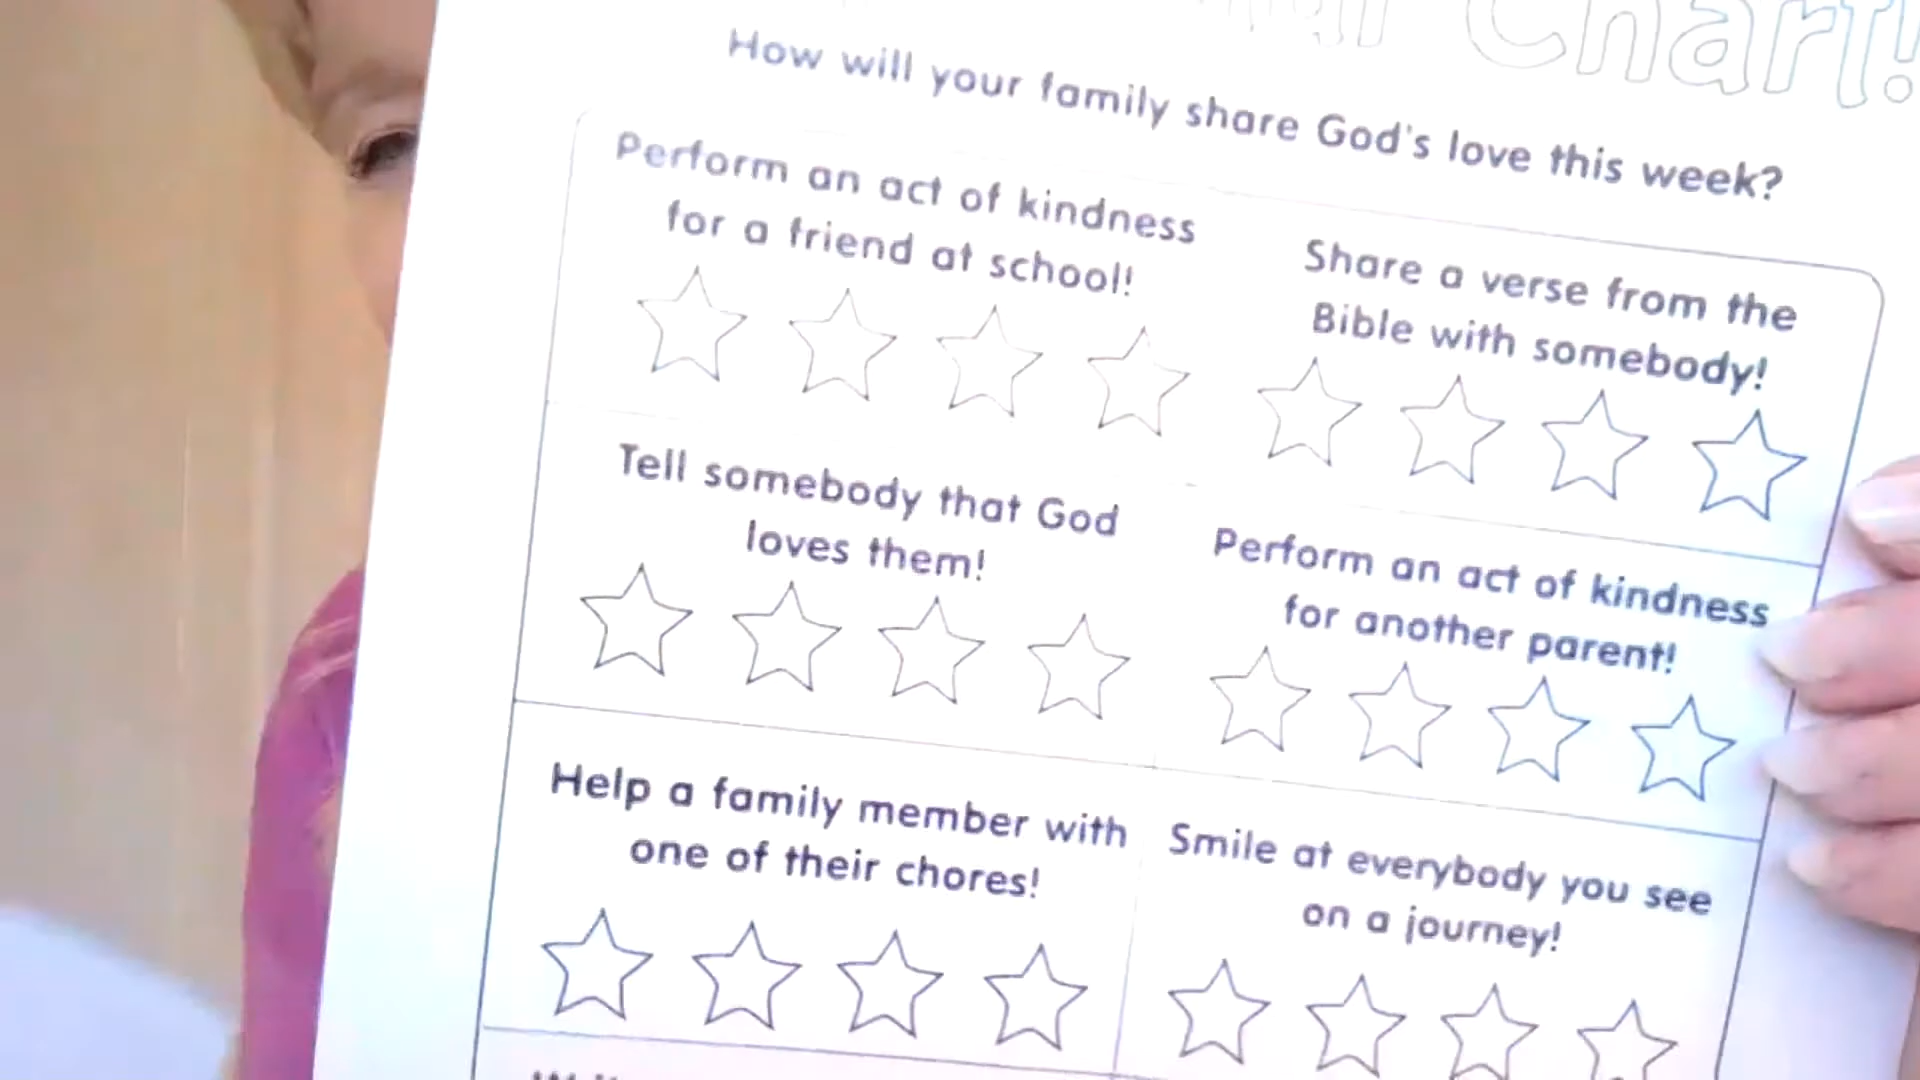 Chart!
How will your family share God's love this week?
Perform an act of kindness
for a friend at school!
Share a verse from the
Bible with somebody!
Tell somebody that God
loves them!
Perform an act of kindness
for another parent!
Help a family member with
one of their chores!
Smile at everybody you see
on a journey!